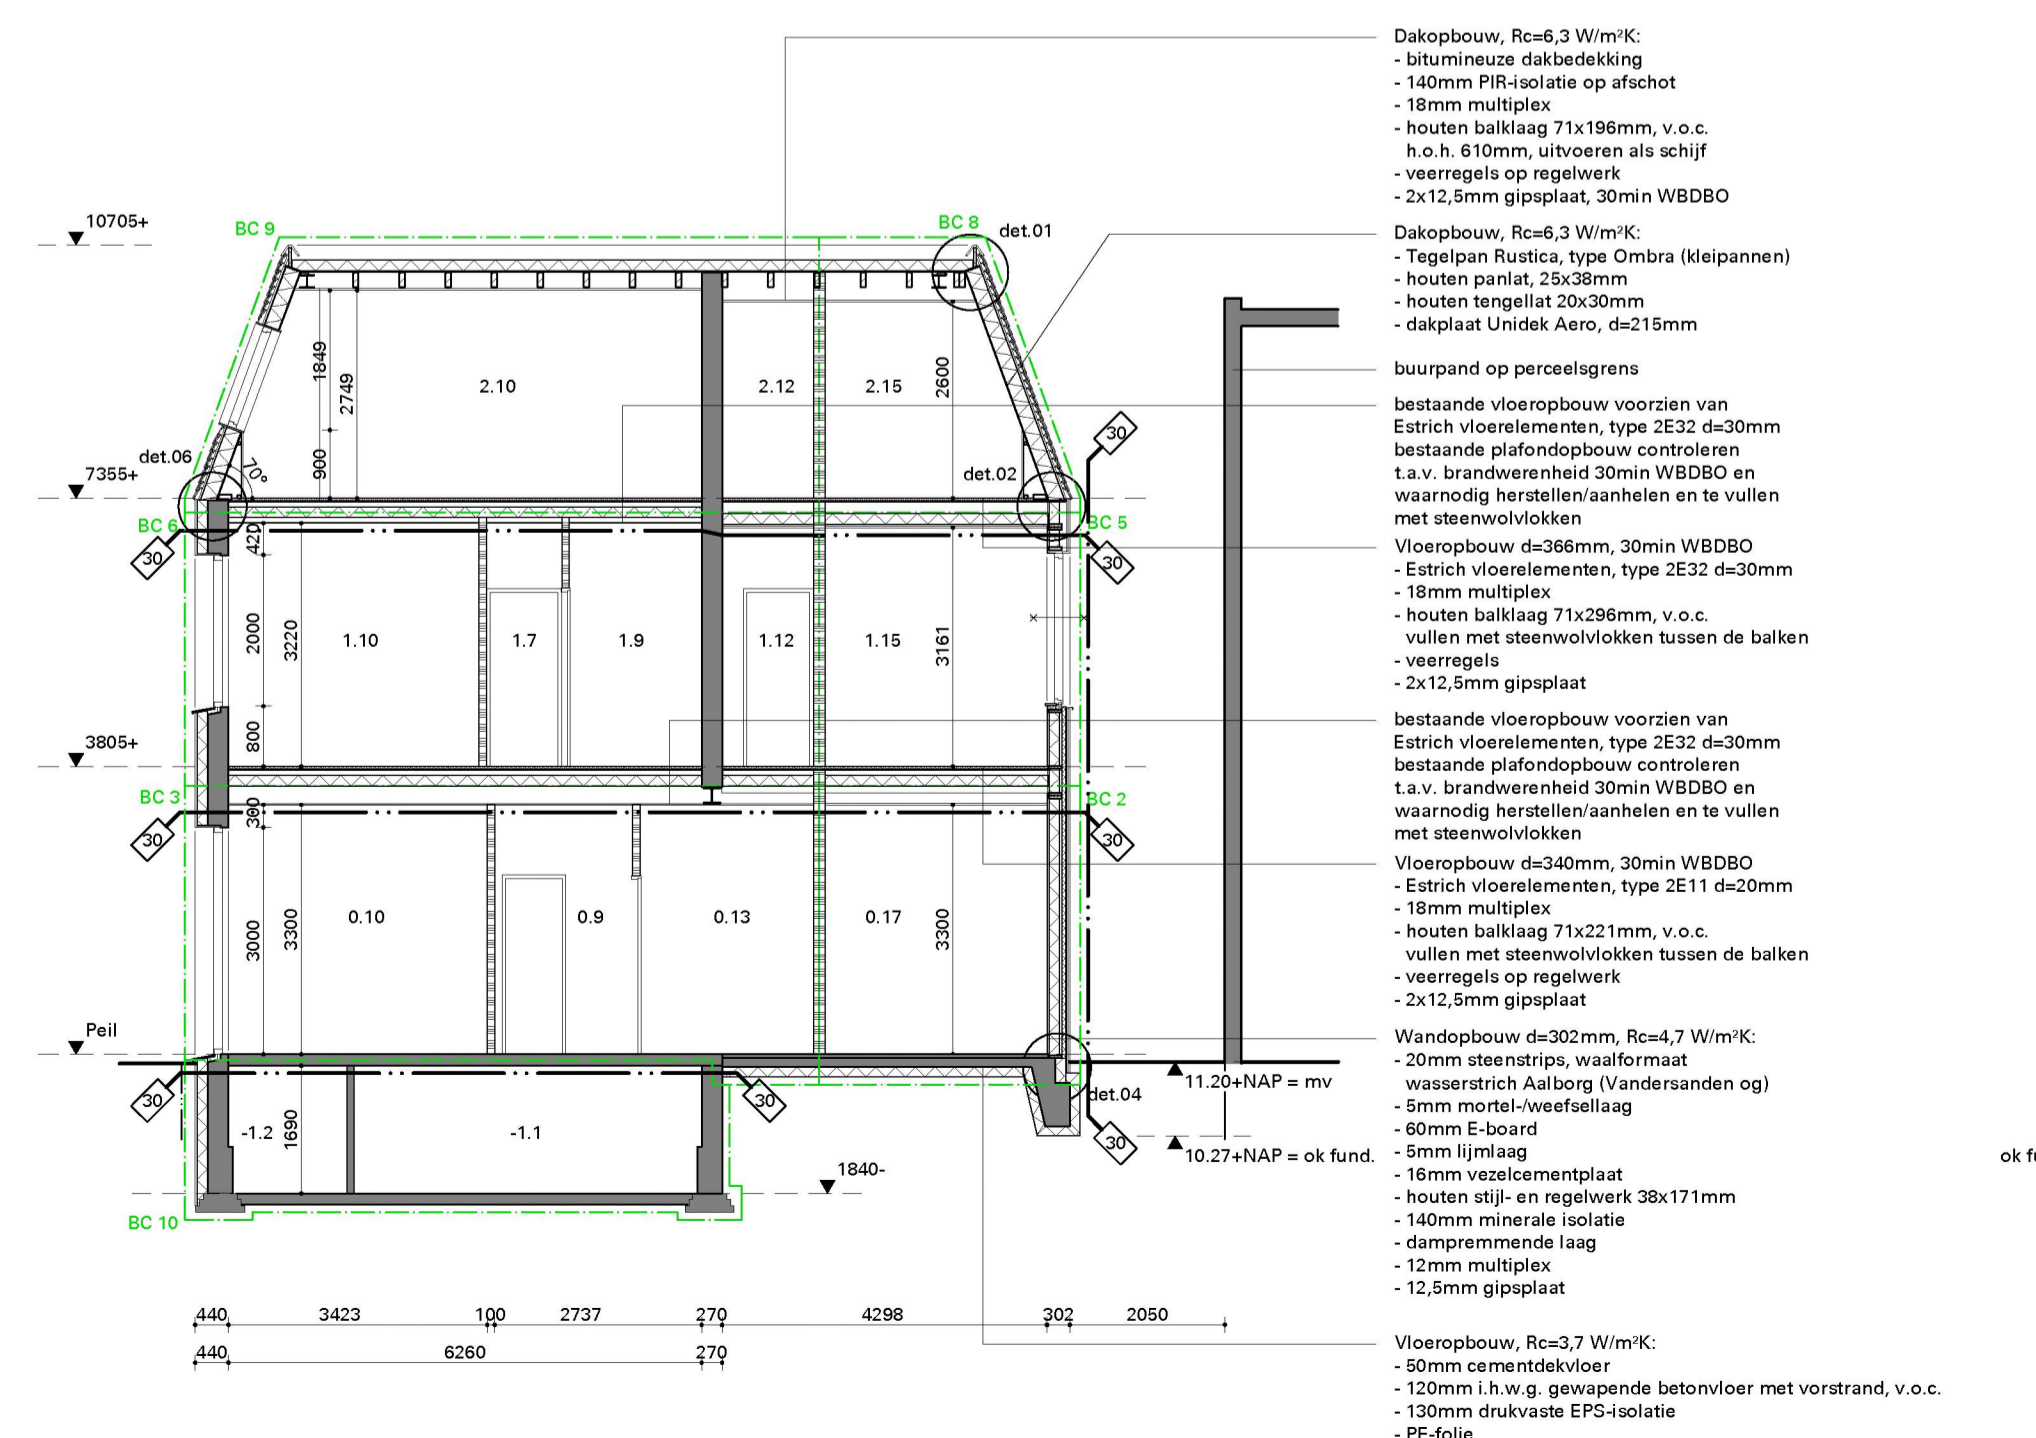 Dakopbouw, Rc=6,3 W/m²K:
- bitumineuze dakbedekking
- 140mm PIR-isolatie op afschot
- 18mm multiplex
- houten balklaag 71x196mm, v.o.c.
h.o.h. 610mm, uitvoeren als schijf
- veerregels op regelwerk
- 2x12,5mm gipsplaat, 30min WBDBO
Dakopbouw, Rc=6,3 W/m²K:
- Tegelpan Rustica, type Ombra (kleipannen)
- houten panlat, 25x38mm
- houten tengellat 20x30mm
- dakplaat Unidek Aero, d=215mm
buurpand op perceelsgrens
bestaande vloeropbouw voorzien van
Estrich vloerelementen, type 2E32 d=30mm
bestaande plafondopbouw controleren
t.a.v. brandwerenheid 30min WBDBO en
waarnodig herstellen/aanhelen en te vullen
met steenwolvlokken
Vloeropbouw d=366mm, 30min WBDBO
- Estrich vloerelementen, type 2E32 d=30mm
- 18mm multiplex
- houten balklaag 71x296mm, v.o.c.
vullen met steenwolvlokken tussen de balken
- veerregels
- 2x12,5mm gipsplaat
bestaande vloeropbouw voorzien van
Estrich vloerelementen, type 2E32 d=30mm
bestaande plafondopbouw controleren
t.a.v. brandwerenheid 30min WBDBO en
waarnodig herstellen/aanhelen en te vullen
met steenwolvlokken
Vloeropbouw d=340mm, 30min WBDBO
- Estrich vloerelementen, type 2E11 d=20mm
- 18mm multiplex
- houten balklaag 71x221mm, v.o.c.
vullen met steenwolvlokken tussen de balken
- veerregels op regelwerk
- 2x12,5mm gipsplaat
Wandopbouw d=302mm, Rc=4,7 W/m²K:
- 20mm steenstrips, waalformaat
wasserstrich Aalborg (Vandersanden og)
- 5mm mortel-/weefsellaag
- 60mm E-board
- 5mm lijmlaag
- 16mm vezelcementplaat
- houten stijl- en regelwerk 38x171mm
- 140mm minerale isolatie
- dampremmende laag
- 12mm multiplex
- 12,5mm gipsplaat
Vloeropbouw, Rc=3,7 W/m²K:
- 50mm cementdekvloer
- 120mm i.h.w.g. gewapende betonvloer met vorstrand, v.o.c.
- 130mm drukvaste EPS-isolatie
- PE-folie
10705+
BC 9
BC 8
det.01
1849
2749
2.10
2.12
2.15
2600
30
det.06
70°
900
det.02
7355+
BC 6
420
BC 5
30
30
2000
3220
1.10
1.7
1.9
1.12
1.15
3161
800
3805+
BC 3
300
BC 2
30
30
3000
3300
0.10
0.9
0.13
0.17
3300
Peil
11.20+NAP = mv
30
30
det.04
-1.2
1690
-1.1
30
10.27+NAP = ok fund.
ok fu
1840-
BC 10
440
3423
100
2737
270
4298
302
2050
440
6260
270